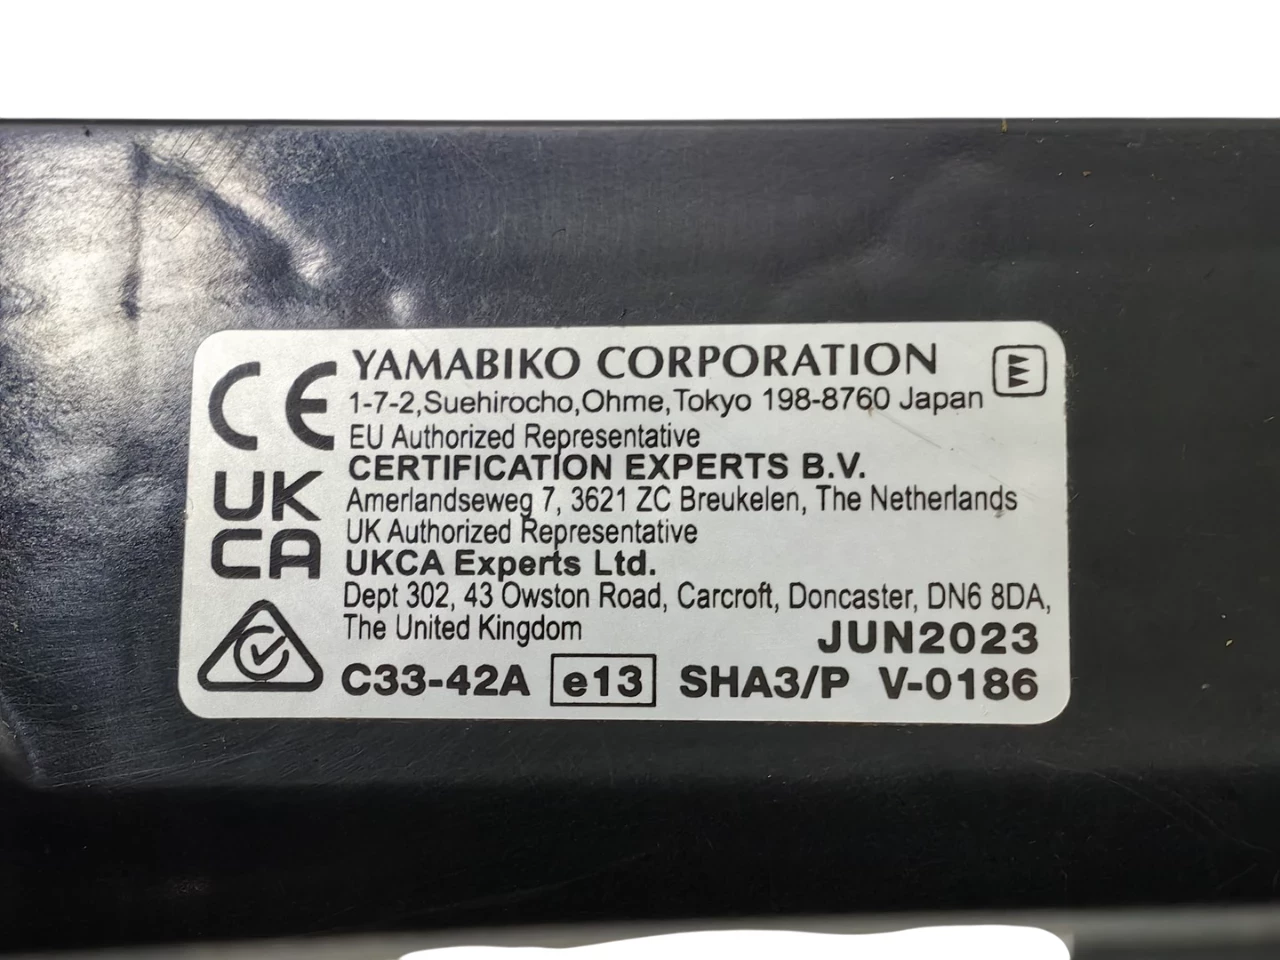 CE
YAMABIKO CORPORATION
1-7-2,Suehirocho,Ohme,Tokyo 198-8760 Japan
EU Authorized Representative
CERTIFICATION EXPERTS B.V.
Amerlandseweg 7, 3621 ZC Breukelen, The Netherlands
UK
CA
UK Authorized Representative
UKCA Experts Ltd.
Dept 302, 43 Owston Road, Carcroft, Doncaster, DN6 8DA,
The United Kingdom
JUN2023
C33-42A e13 SHA3/P V-0186